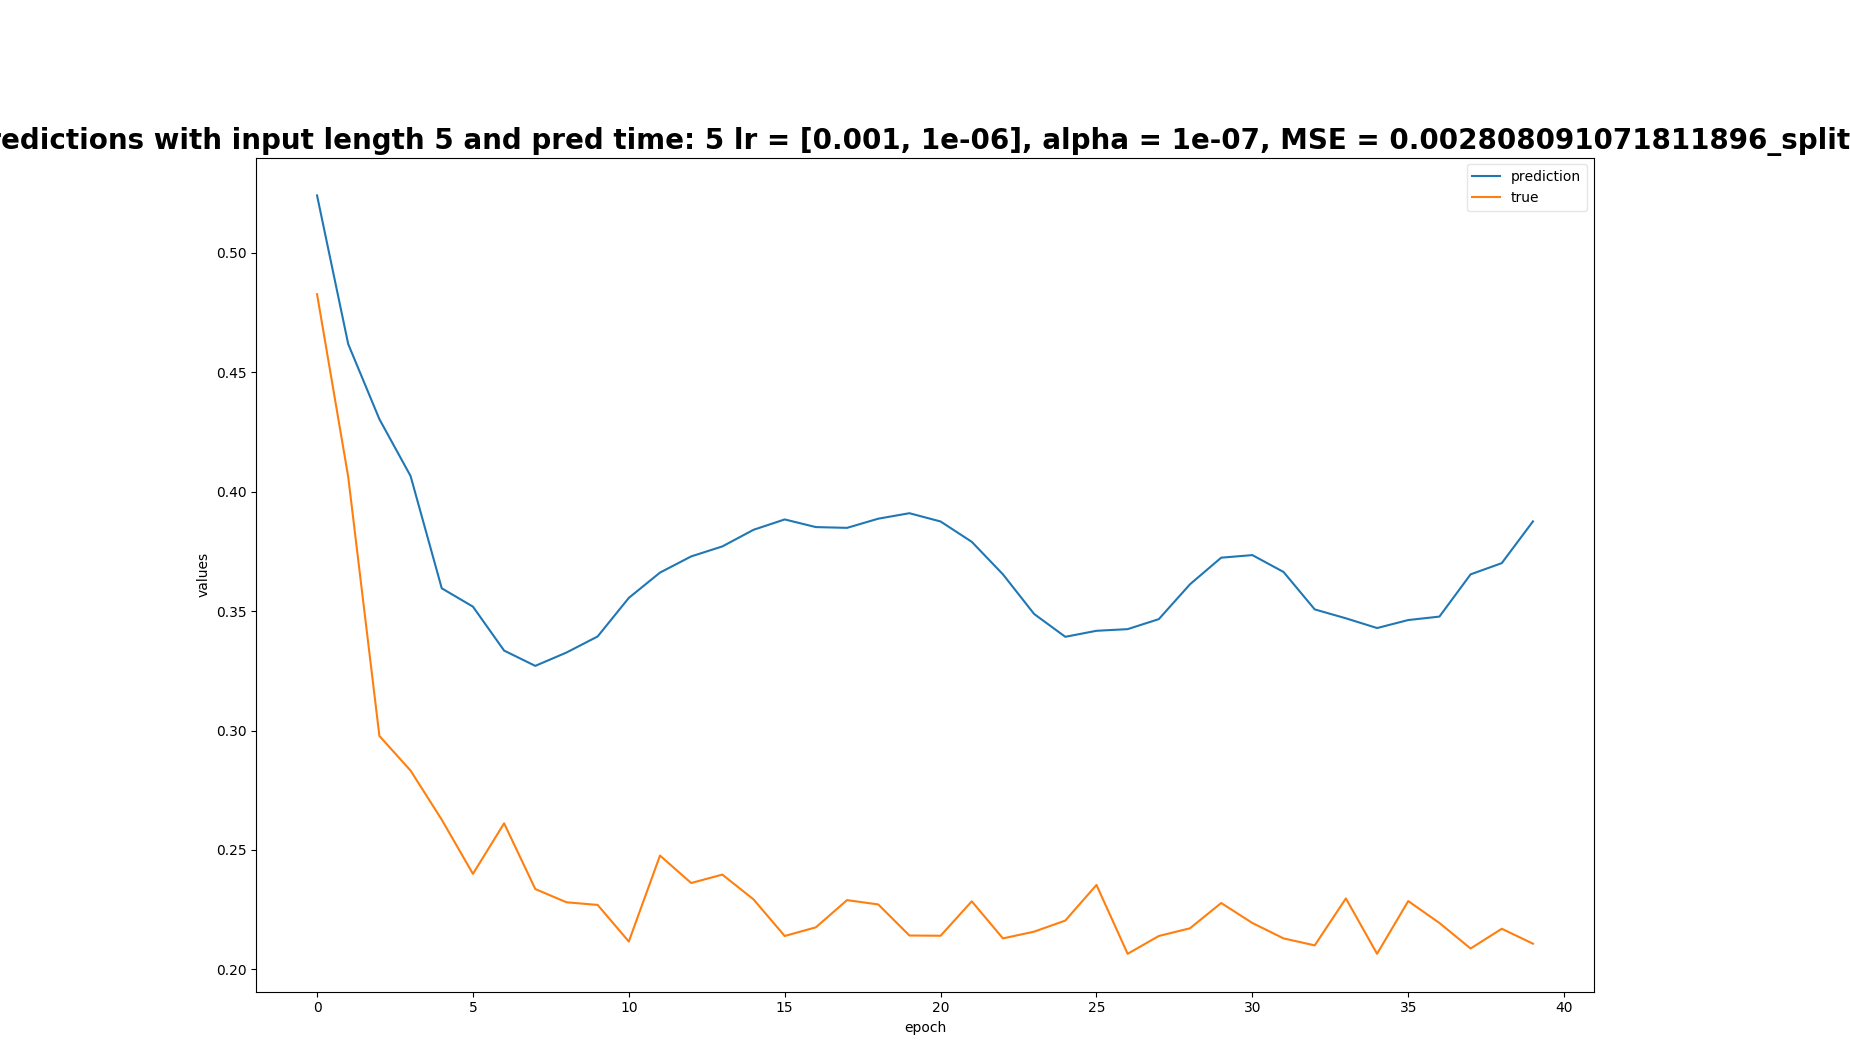 redictions with input length 5 and pred time: 5 lr = [0.001, 1e-06], alpha = 1e-07, MSE = 0.002808091071811896_split
prediction
true
0.50
0.45
0.40
0.35
0.30
0.25
0.20
values
0 5 10 15 20 25 30 35 40
epoch